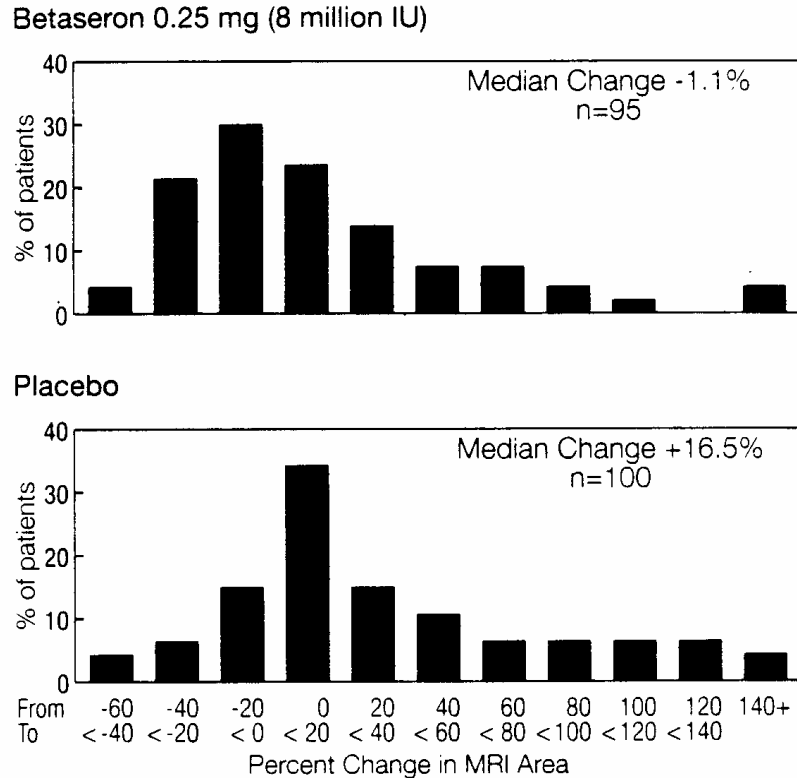 Betaseron 0.25 mg (8 million IU)
40
Median Change -1.1%
n=95
30
20
10
0
% of patients
Placebo
40
Median Change +16.5%
n=100
30
20
10
0
% of patients
From -60 -40 -20 0 20 40 60 80 100 120 140+
To < -40 < -20 < 0 < 20 < 40 < 60 < 80 < 100 < 120 < 140
Percent Change in MRI Area